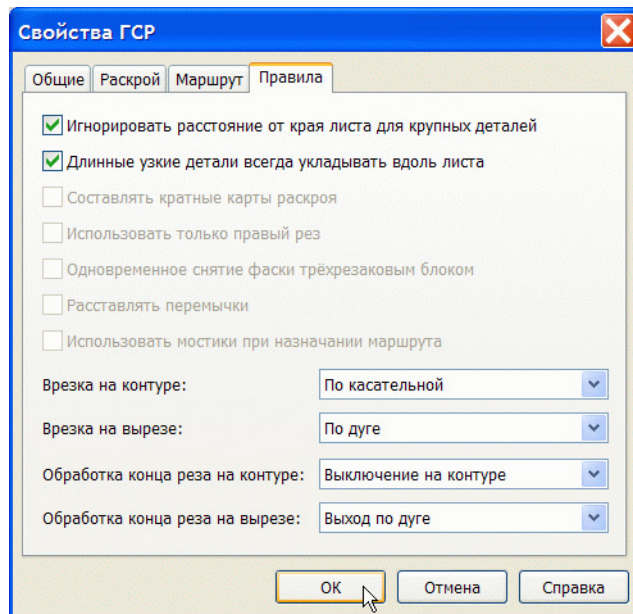 Свойства ГСР
Общие Раскрой Маршрут Правила
Игнорировать расстояние от края листа для крупных деталей
Длинные узкие детали всегда укладывать вдоль листа
Составлять кратные карты раскроя
Использовать только правый рез
Одновременное снятие фаски трёхрезаковым блоком
Расставлять перемычки
Использовать мостики при назначании маршрута
Врезка на контуре: По касательной
Врезка на вырезе: По дуге
Обработка конца реза на контуре: Выключение на контуре
Обработка конца реза на вырезе: Выход по дуге
ОК Отмена Справка